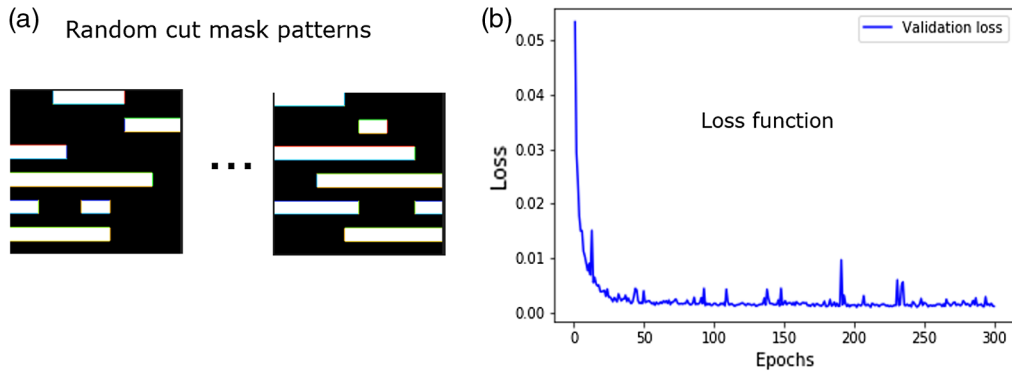 (a) Random cut mask patterns
...
(b)
Validation loss
Loss function
Loss
0.05
0.04
0.03
0.02
0.01
0.00
0 50 100 150 200 250 300
Epochs